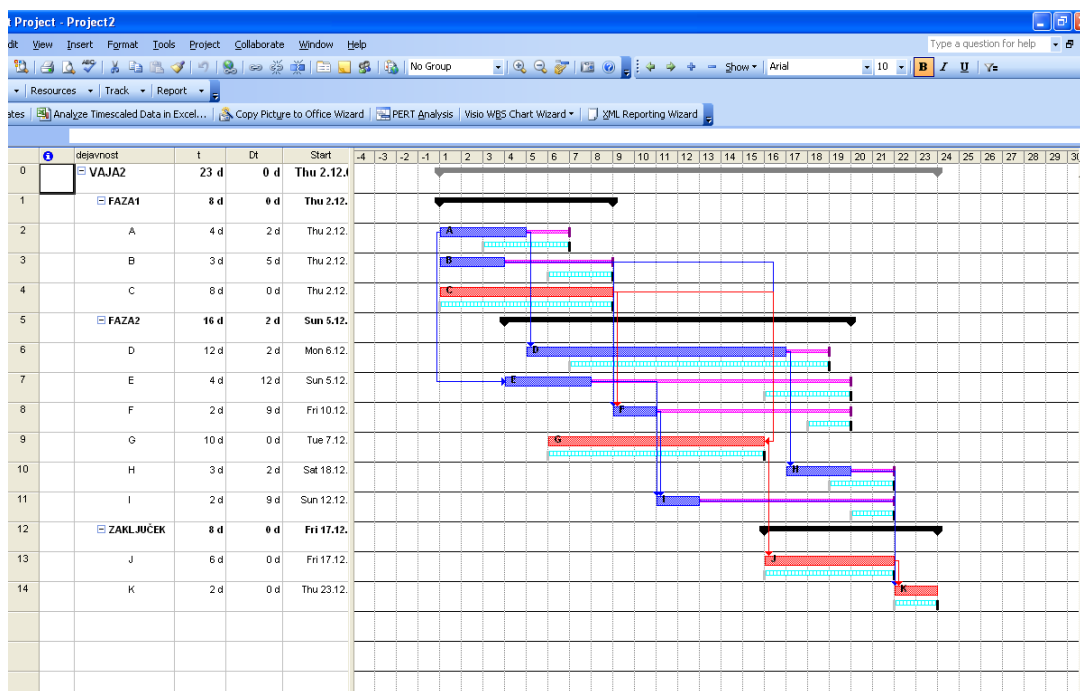 t Project - Project2
dit View Insert Format Tools Project Collaborate Window Help Type a question for help
No Group Show Arial 10 B I U
Resources Track Report
ates Analyze Timescaled Data in Excel... Copy Picture to Office Wizard PERT Analysis Visio WBS Chart Wizard XML Reporting Wizard
dejavnost t Dt Start -4 -3 -2 -1 1 2 3 4 5 6 7 8 9 10 11 12 13 14 15 16 17 18 19 20 21 22 23 24 25 26 27 28 29 30
0 VAJA2 23 d 0 d Thu 2.12.
1 FAZA1 8 d 0 d Thu 2.12.
2 A 4 d 2 d Thu 2.12. A
3 B 3 d 5 d Thu 2.12. B
4 C 8 d 0 d Thu 2.12. C
5 FAZA2 16 d 2 d Sun 5.12.
6 D 12 d 2 d Mon 6.12. D
7 E 4 d 12 d Sun 5.12. E
8 F 2 d 9 d Fri 10.12. F
9 G 10 d 0 d Tue 7.12. G
10 H 3 d 2 d Sat 18.12. H
11 I 2 d 9 d Sun 12.12. I
12 ZAKLJUČEK 8 d 0 d Fri 17.12.
13 J 6 d 0 d Fri 17.12. J
14 K 2 d 0 d Thu 23.12. K